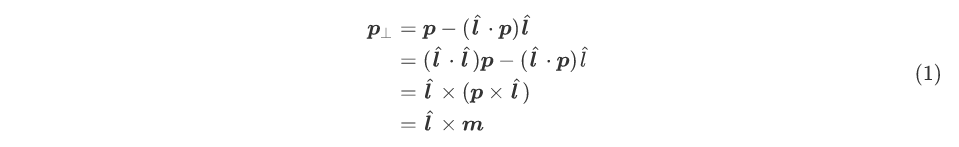 p⊥ = p − (l̂ · p)l̂
= (l̂ · l̂)p − (l̂ · p)l̂
= l̂ × (p × l̂)
= l̂ × m
(1)